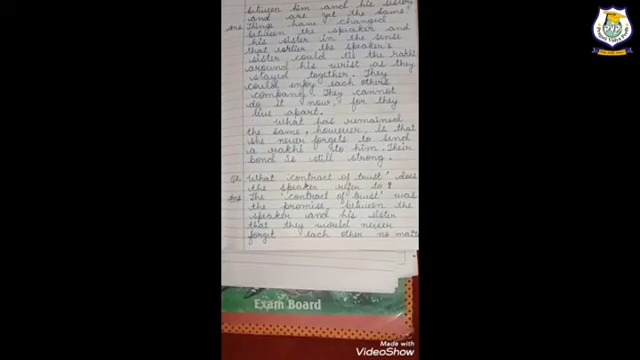 between him and his sister
and are yet the same?
Ans Things have changed
between the speaker and
his sister in the sense
that earlier the speaker's
sister could tie the rakhi
around his wrist as they
stayed together. They
could enjoy each other's
company. They cannot
do it now, for they
live apart.
What has remained
the same, however, is that
she never forgets to send
a rakhi to him. Their
bond is still strong.
What 'contract of trust' does
the speaker refer to?
Ans The 'contract of trust' was
the promise between the
speaker and his sister
that they would never
forget each other no matt
Exam Board
Made with
VideoShow